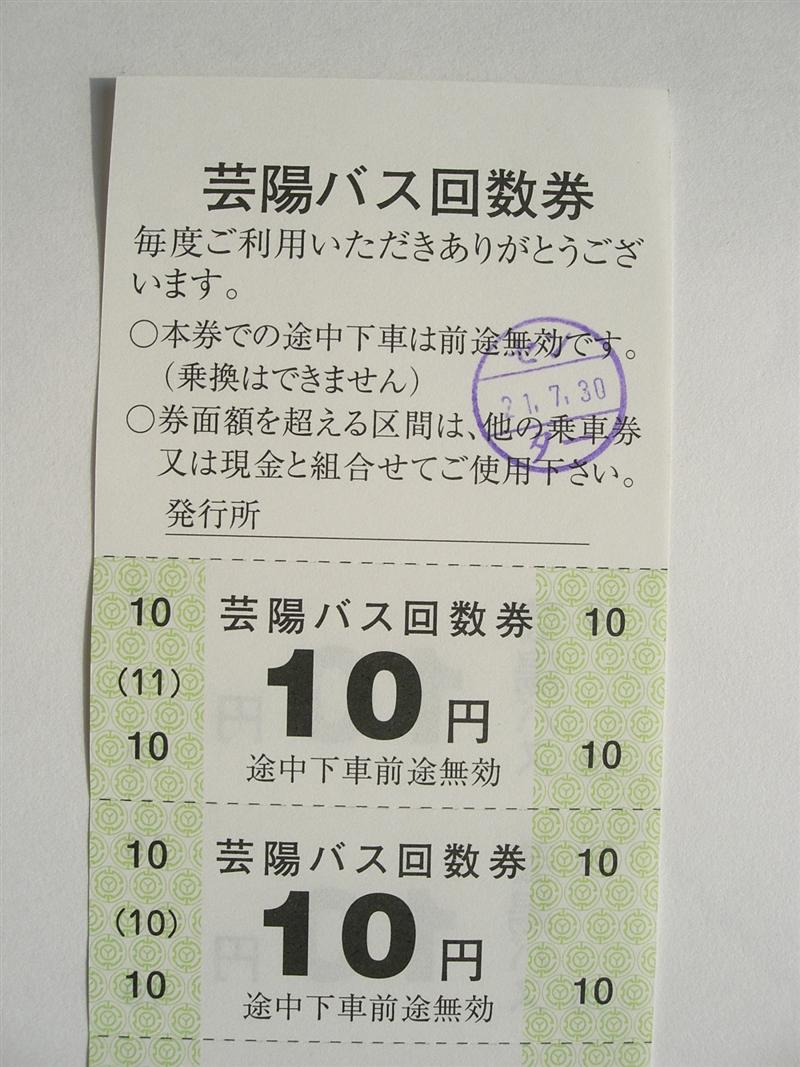 芸陽バス回数券
毎度ご利用いただきありがとうござ
います。
○本券での途中下車は前途無効です。
(乗換はできません)
○券面額を超える区間は、他の乗車券
又は現金と組合せてご使用下さい。
発行所
セン
21.7.30
ター
10 芸陽バス回数券 10
(11) 10円
10 途中下車前途無効 10
10 芸陽バス回数券 10
(10) 10円
10 途中下車前途無効 10